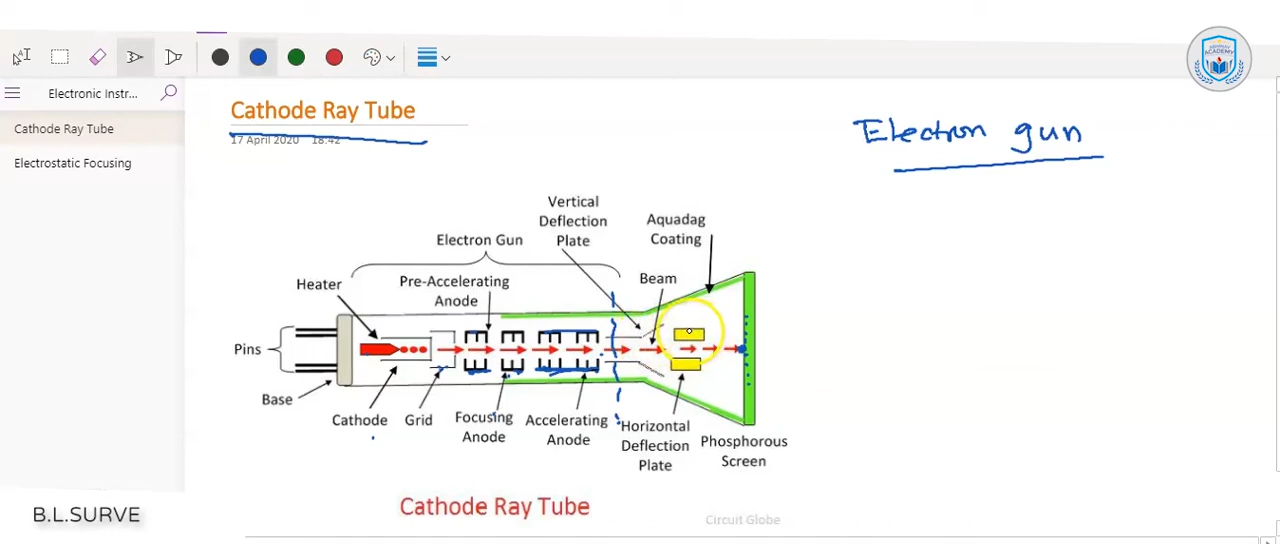 ABHINAV
ACADEMY
Electronic Instr...
Cathode Ray Tube
Electrostatic Focusing
Cathode Ray Tube
17 April 2020 18:42
Electron gun
Vertical
Deflection
Plate
Aquadag
Coating
Electron Gun
Beam
Heater
Pre-Accelerating
Anode
Pins
Base
Cathode
Grid
Focusing
Anode
Accelerating
Anode
Horizontal
Deflection
Plate
Phosphorous
Screen
Cathode Ray Tube
Circuit Globe
B.L.SURVE